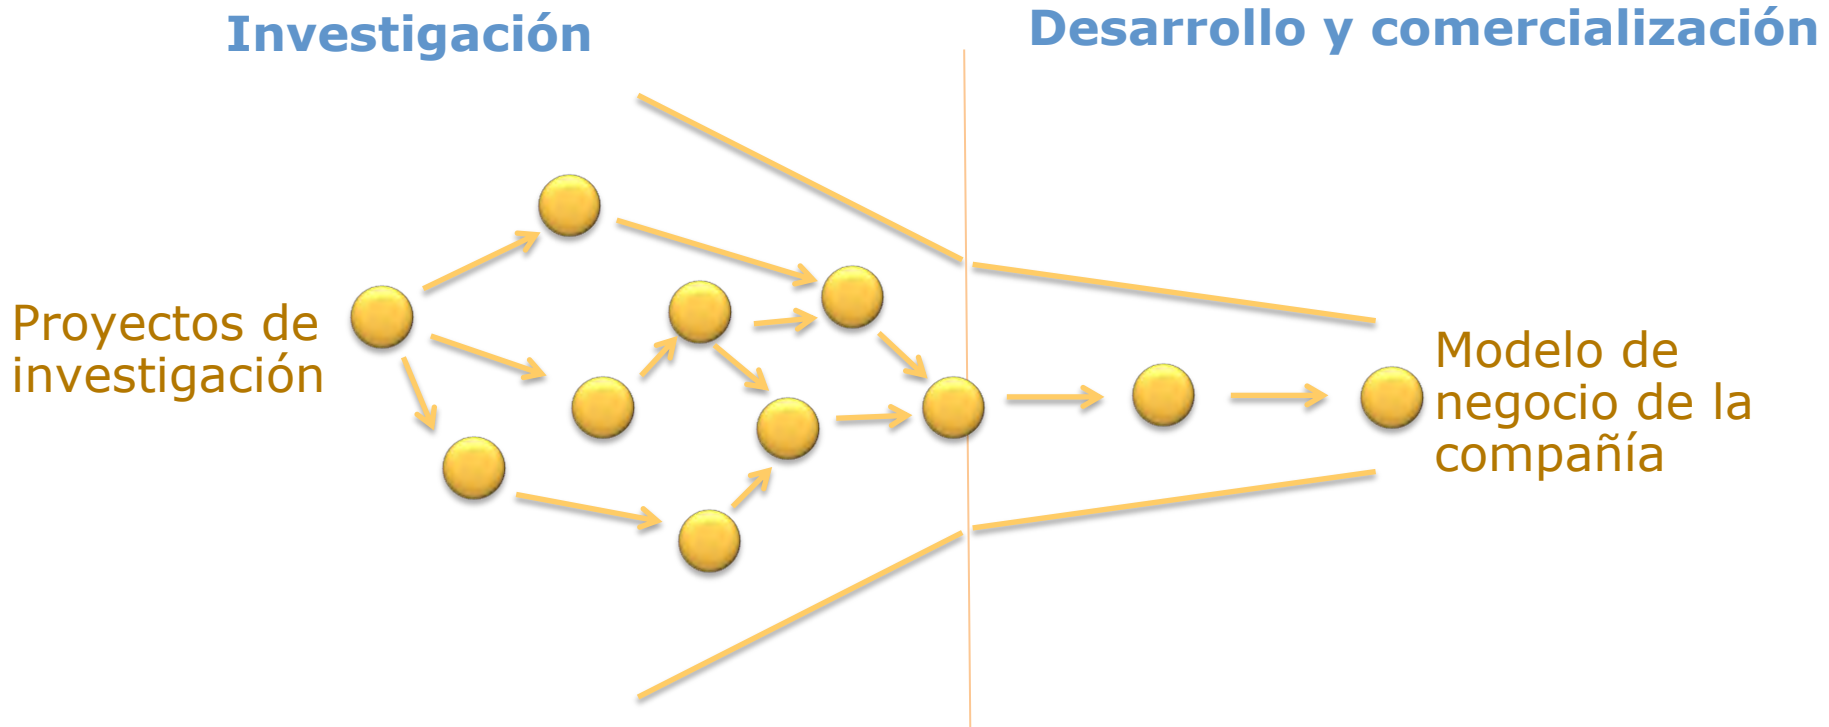 Investigación
Desarrollo y comercialización
Proyectos de
investigación
Modelo de
negocio de la
compañía